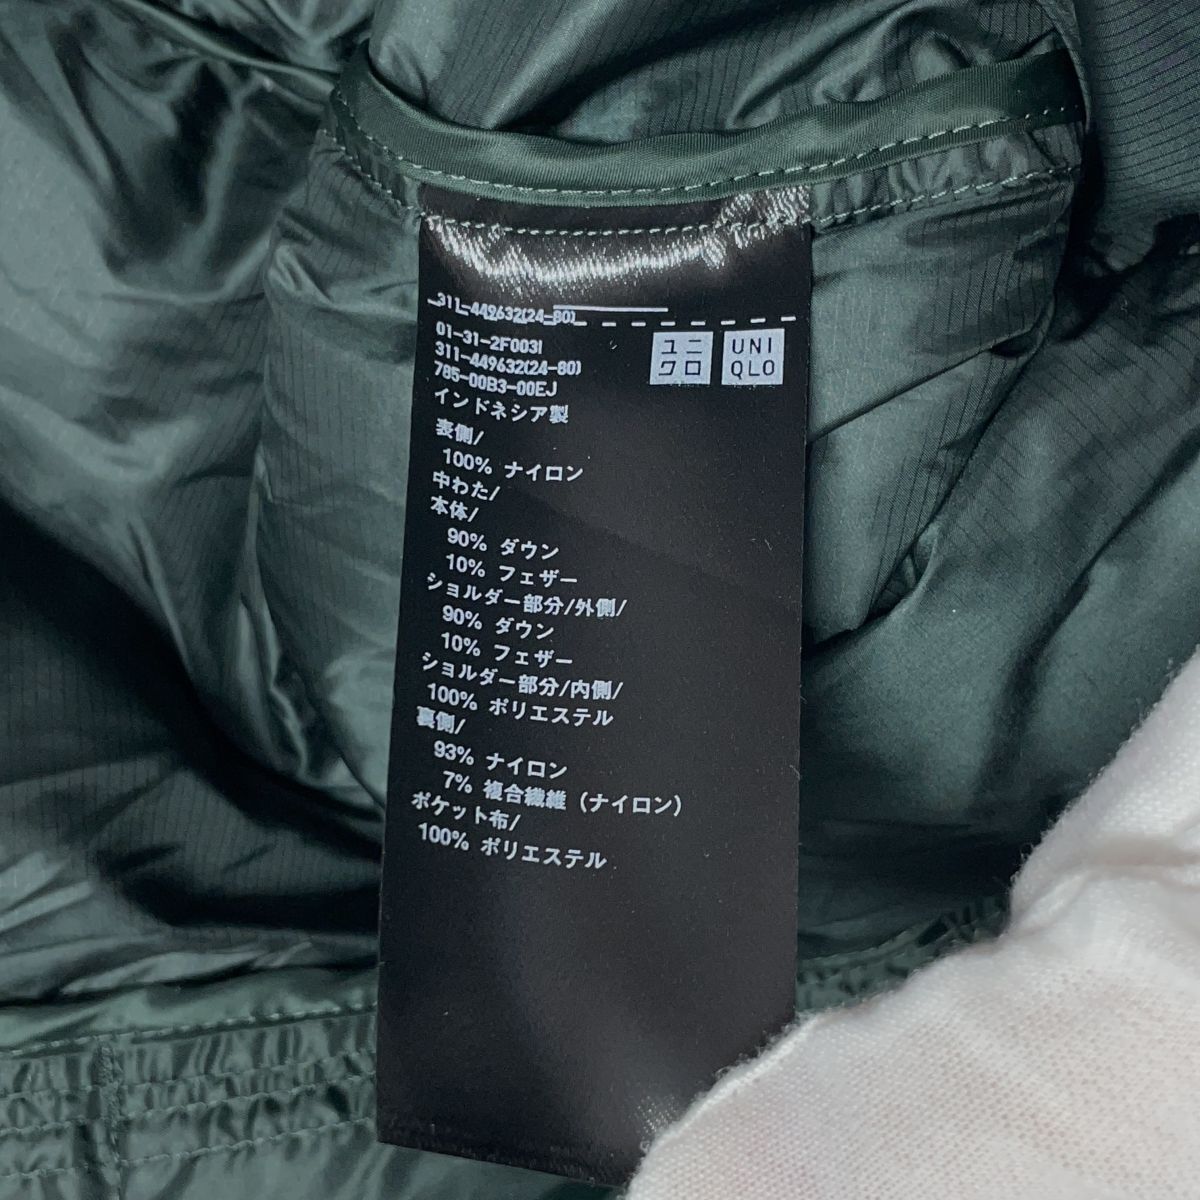 311-449632(24-80)
01-31-2F003I
311-449632(24-80)
785-00B3-00EJ
ユニクロ
UNIQLO
インドネシア製
表側/
100% ナイロン
中わた/
本体/
90% ダウン
10% フェザー
ショルダー部分/外側/
90% ダウン
10% フェザー
ショルダー部分/内側/
100% ポリエステル
裏側/
93% ナイロン
7% 複合繊維 (ナイロン)
ポケット布/
100% ポリエステル